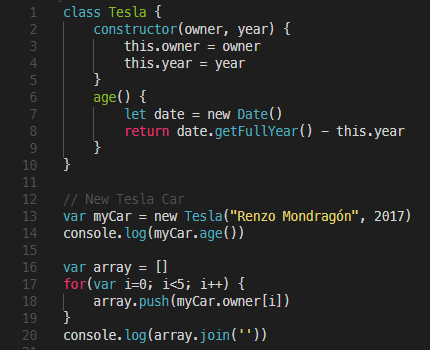 1 class Tesla {
2     constructor(owner, year) {
3         this.owner = owner
4         this.year = year
5     }
6     age() {
7         let date = new Date()
8         return date.getFullYear() - this.year
9     }
10 }
11
12 // New Tesla Car
13 var myCar = new Tesla("Renzo Mondragón", 2017)
14 console.log(myCar.age())
15
16 var array = []
17 for(var i=0; i<5; i++) {
18     array.push(myCar.owner[i])
19 }
20 console.log(array.join(''))